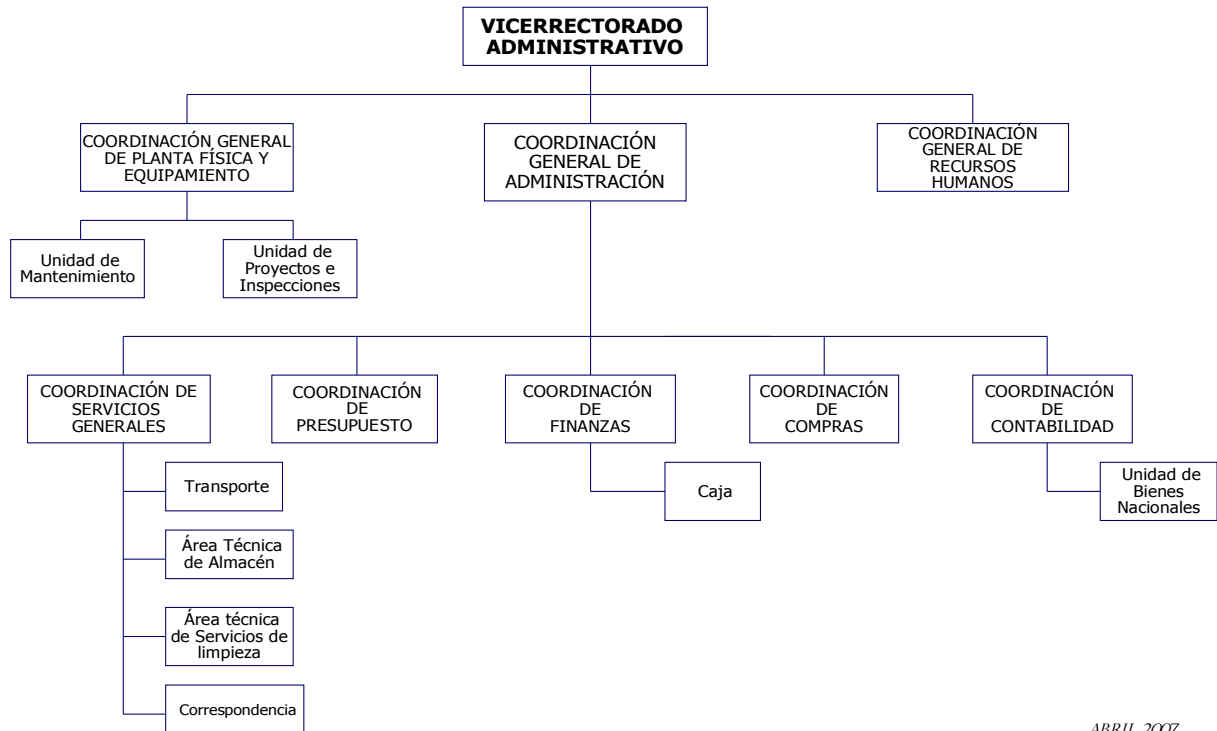 VICERRECTORADO
ADMINISTRATIVO
COORDINACIÓN GENERAL
DE PLANTA FÍSICA Y
EQUIPAMIENTO
COORDINACIÓN
GENERAL DE
ADMINISTRACIÓN
COORDINACIÓN
GENERAL DE
RECURSOS
HUMANOS
Unidad de
Mantenimiento
Unidad de
Proyectos e
Inspecciones
COORDINACIÓN DE
SERVICIOS
GENERALES
COORDINACIÓN
DE
PRESUPUESTO
COORDINACIÓN
DE
FINANZAS
COORDINACIÓN
DE
COMPRAS
COORDINACIÓN
DE
CONTABILIDAD
Transporte
Área Técnica
de Almacén
Área técnica
de Servicios de
limpieza
Correspondencia
Caja
Unidad de
Bienes
Nacionales
ABRIL 2007